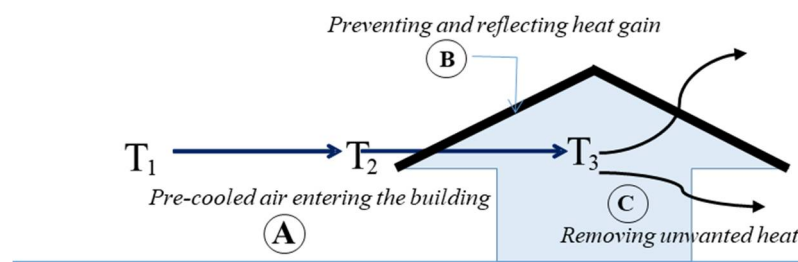 Preventing and reflecting heat gain
B
T1 T2 T3
Pre-cooled air entering the building
A
C
Removing unwanted heat